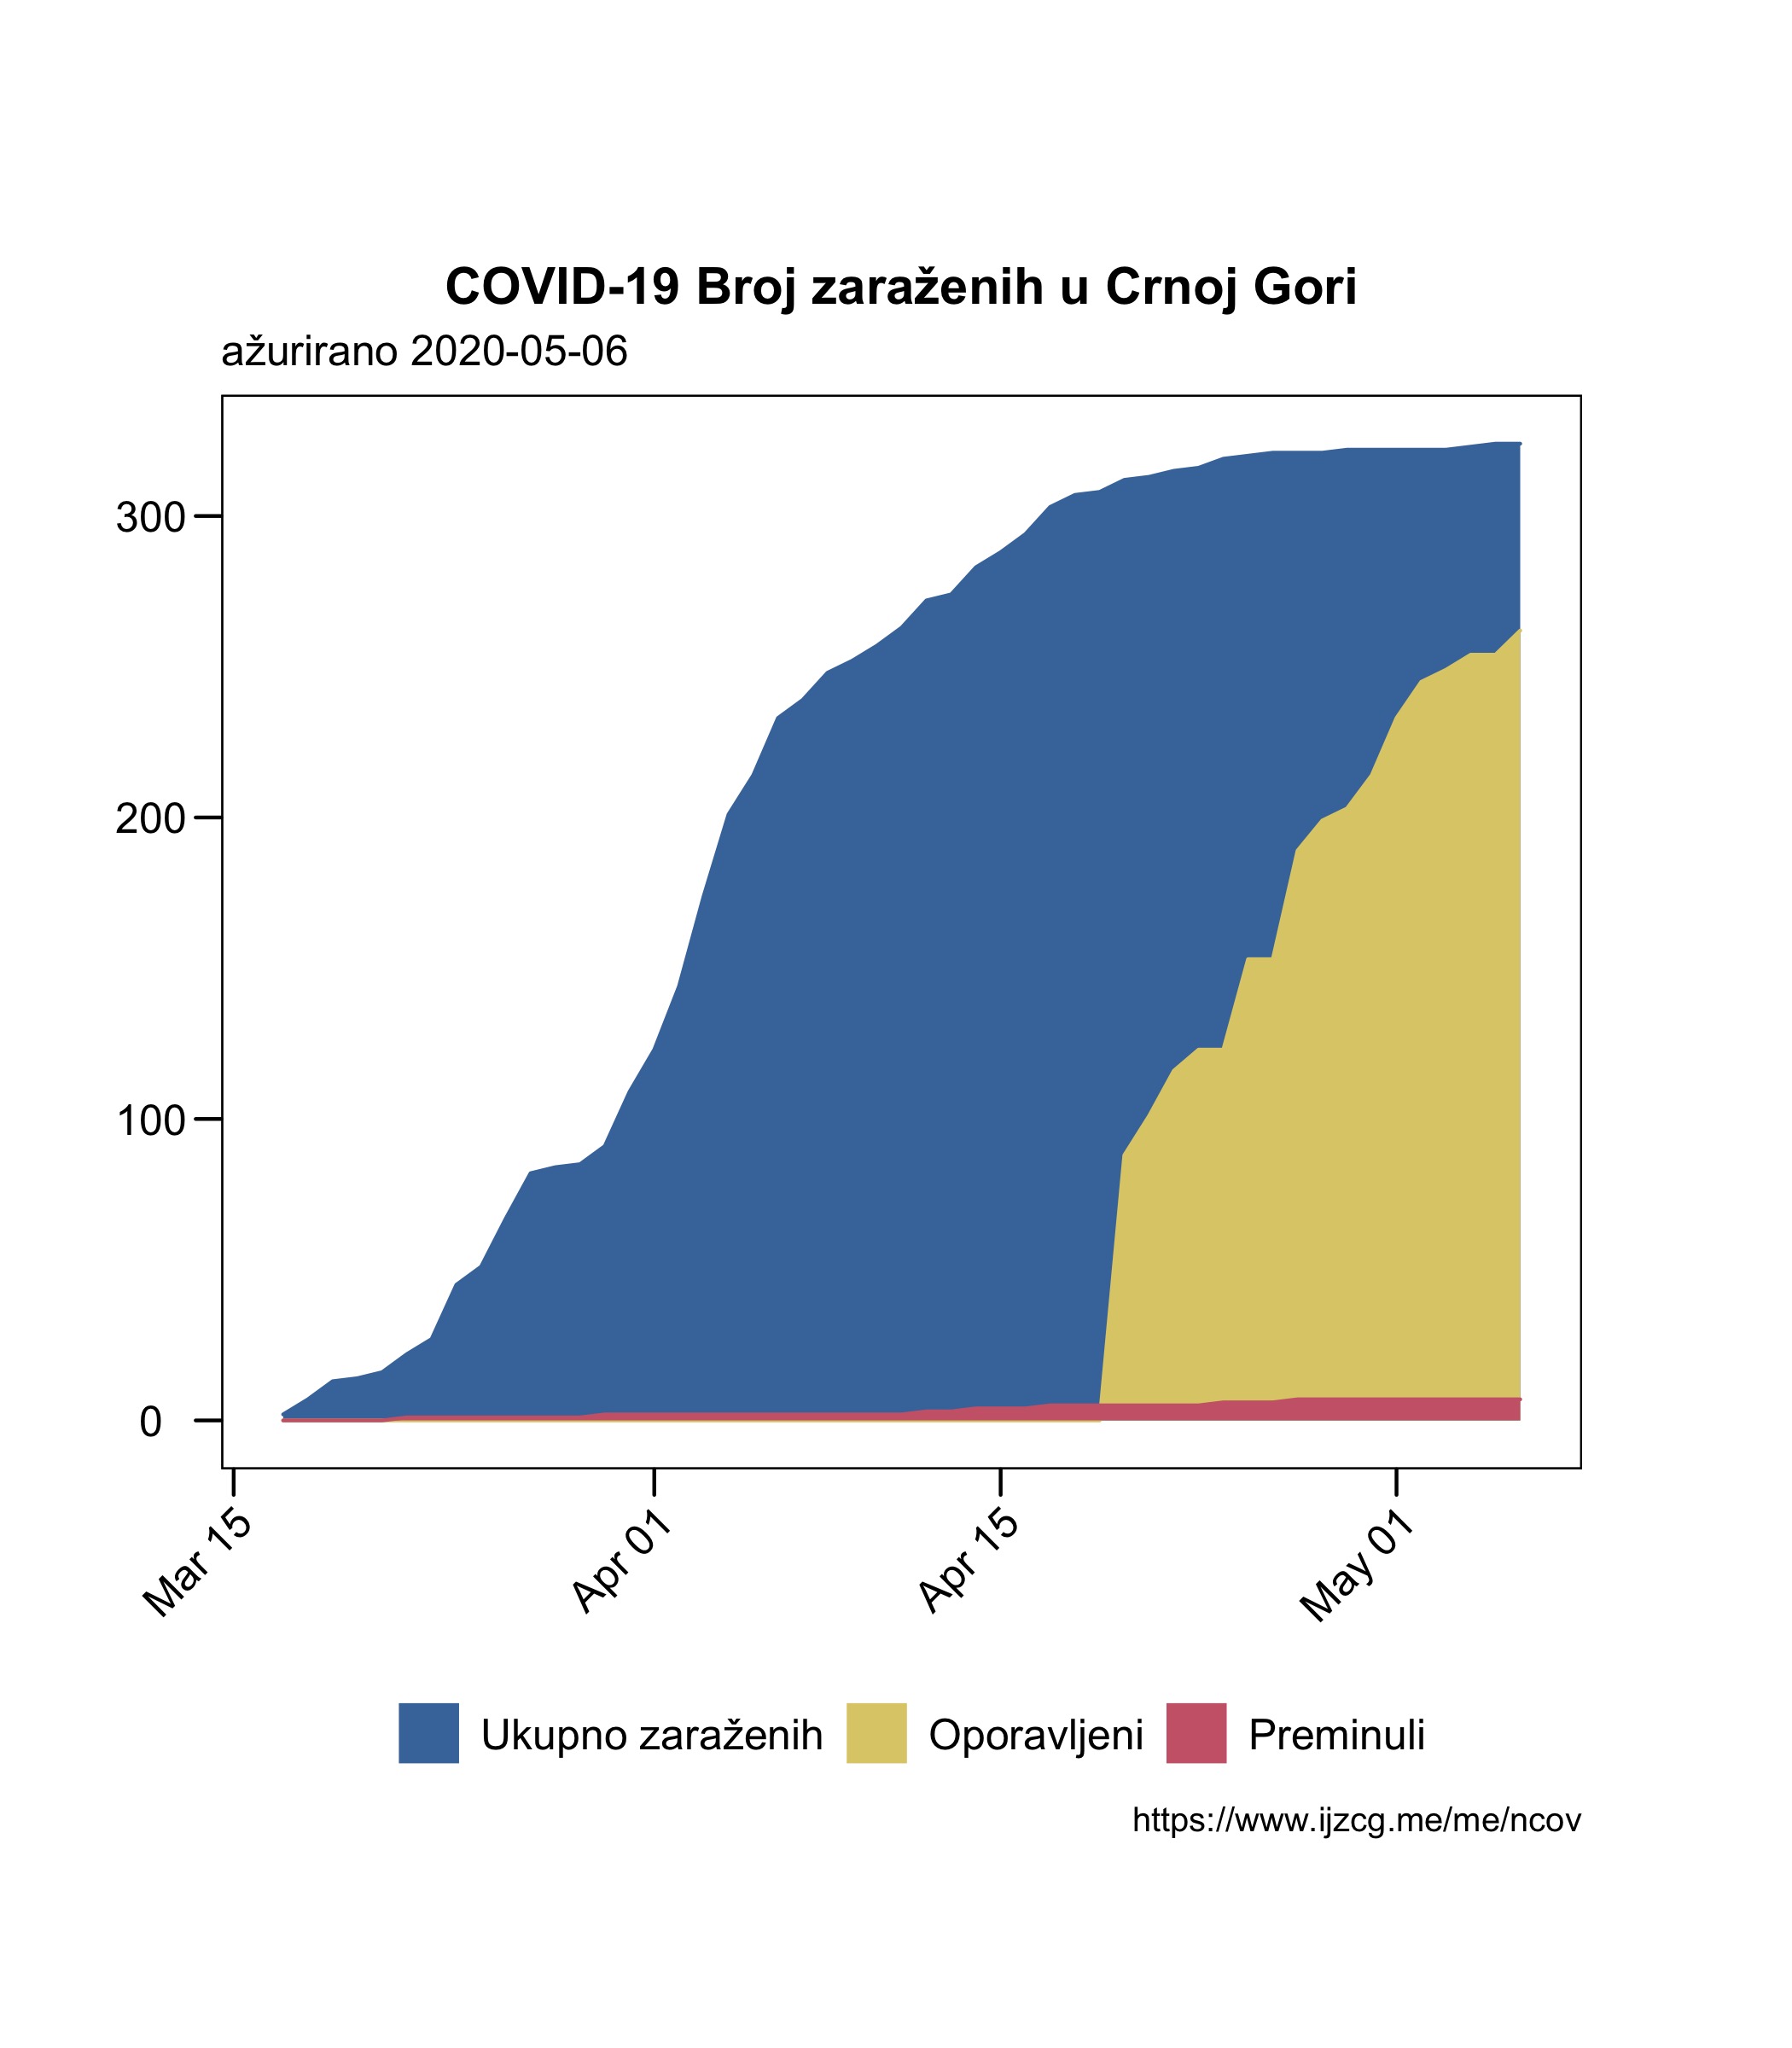 COVID-19 Broj zaraženih u Crnoj Gori
ažurirano 2020-05-06
300
200
100
0
Mar 15
Apr 01
Apr 15
May 01
Ukupno zaraženih
Oporavljeni
Preminuli
https://www.ijzcg.me/me/ncov